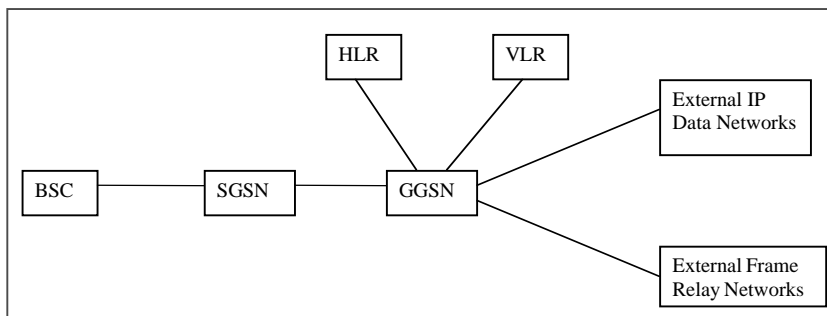 HLR
VLR
External IP
Data Networks
BSC
SGSN
GGSN
External Frame
Relay Networks